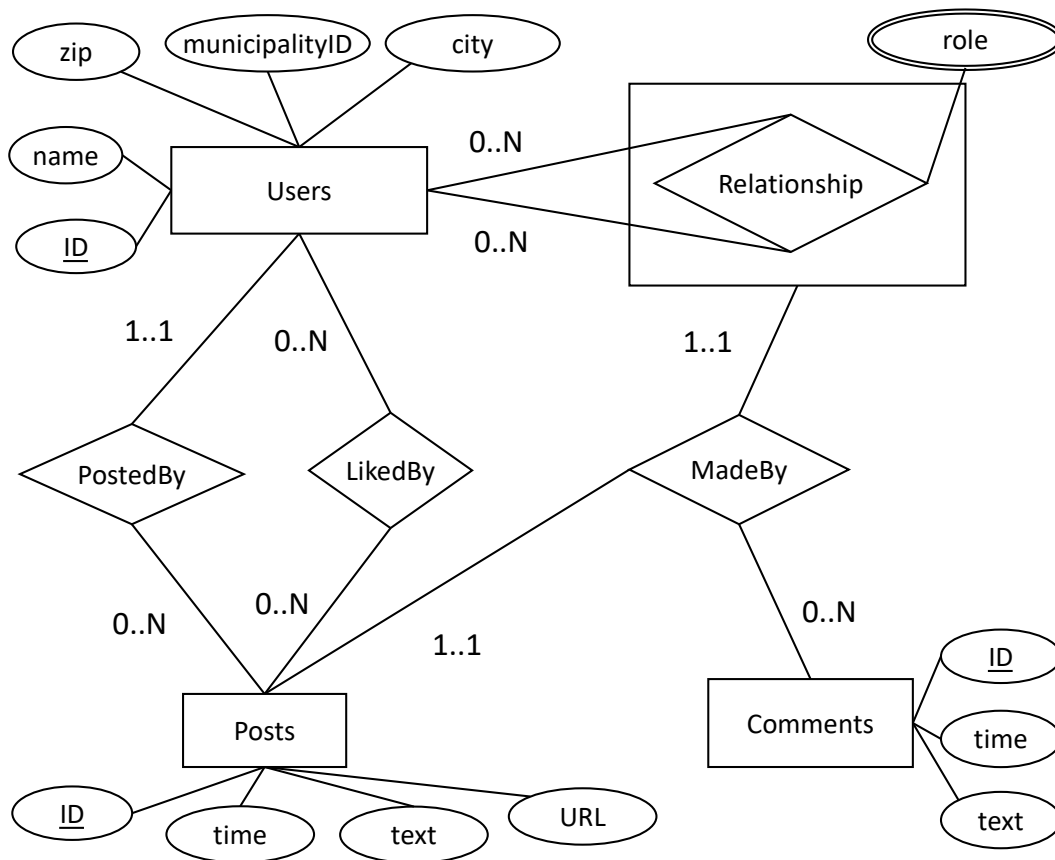 role
municipalityID
city
zip
0..N
name
Users
Relationship
0..N
ID
1..1
0..N
1..1
PostedBy
LikedBy
MadeBy
0..N
0..N
1..1
0..N
ID
Posts
Comments
time
ID
time
text
URL
text